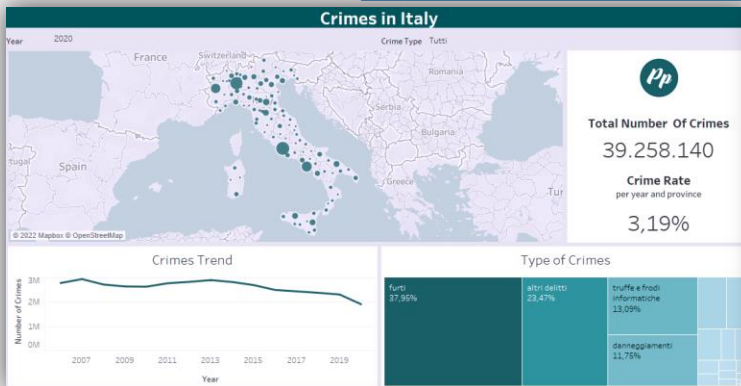 Crimes in Italy
Year
2020
Crime Type
Tutti
France
Switzerland
Romania
Serbia
Bulgaria
Spain
Greece
© 2022 Mapbox © OpenStreetMap
Pp
Total Number Of Crimes
39.258.140
Crime Rate
per year and province
3,19%
Crimes Trend
Number of Crimes
3M
2M
1M
0M
2007
2009
2011
2013
2015
2017
2019
Year
Type of Crimes
furti
37,95%
altri delitti
23,47%
truffe e frodi
informatiche
13,09%
danneggiamenti
11,75%